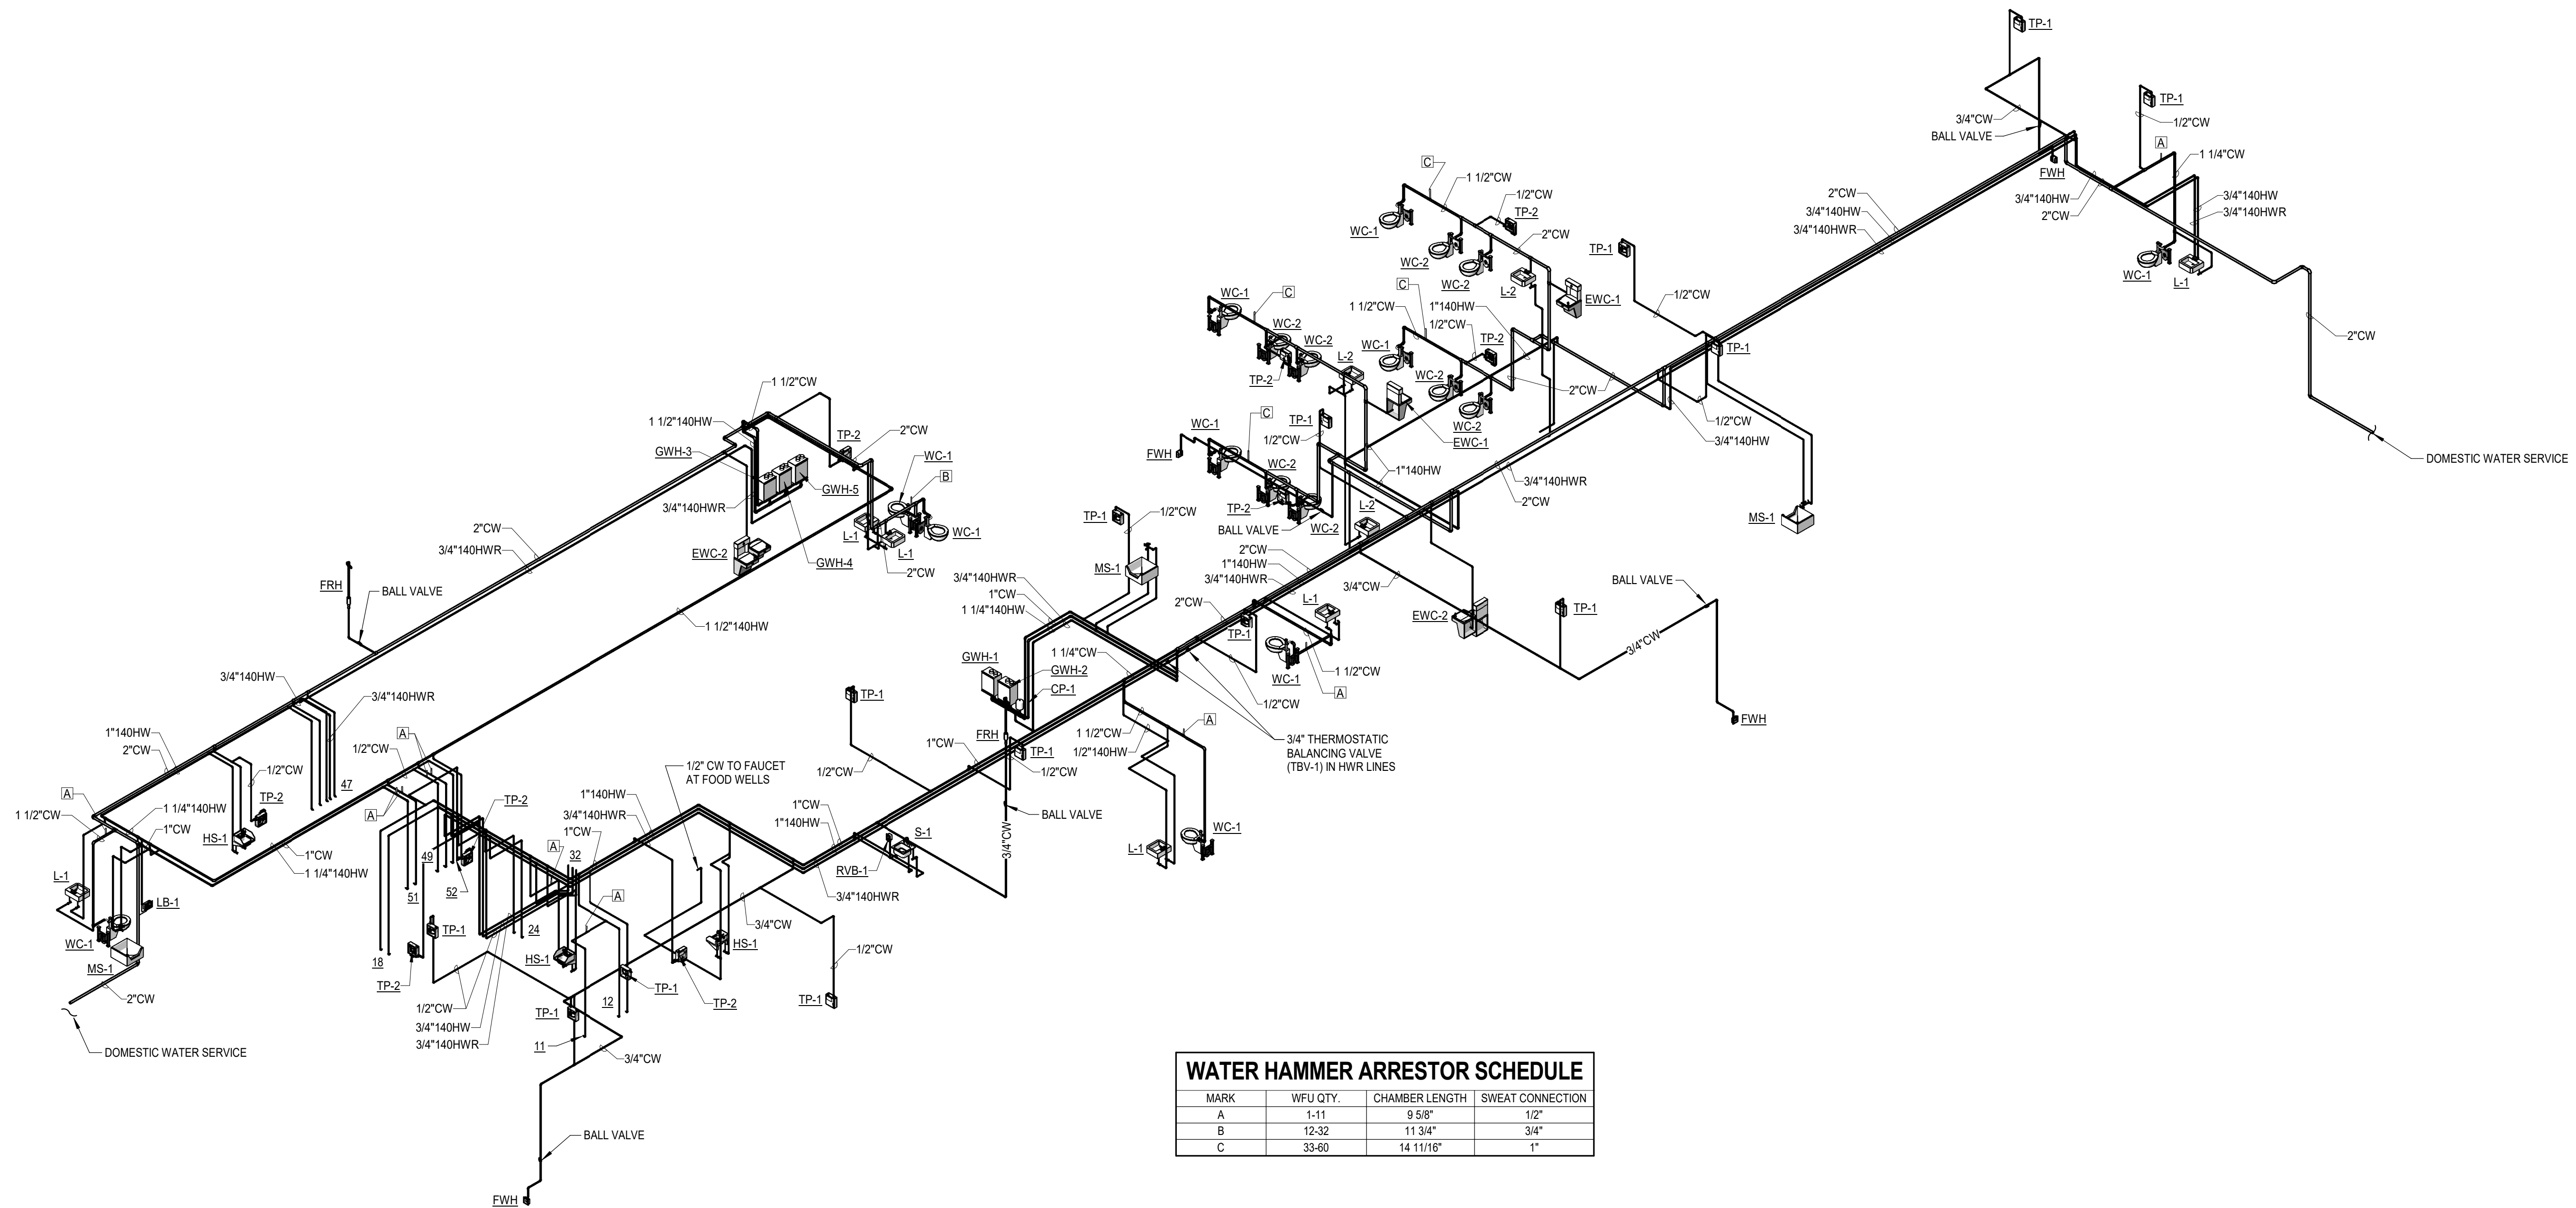 TP-1
TP-1
3/4"CW
1/2"CW
BALL VALVE
A
1 1/4"CW
FWH
3/4"140HW
2"CW
3/4"140HW
3/4"140HWR
WC-1
L-1
2"CW
DOMESTIC WATER SERVICE
2"CW
3/4"140HW
3/4"140HWR
C
1 1/2"CW
1/2"CW
TP-2
WC-1
2"CW
WC-2
WC-2
L-2
EWC-1
TP-1
1/2"CW
TP-1
C
WC-1
C
1 1/2"CW
1"140HW
1/2"CW
TP-2
WC-2
WC-2
L-2
WC-1
TP-2
WC-2
WC-2
2"CW
1/2"CW
3/4"140HW
MS-1
C
WC-1
TP-1
1/2"CW
EWC-1
FWH
WC-2
1"140HW
TP-2
BALL VALVE
WC-2
L-2
3/4"140HWR
2"CW
1 1/2"CW
1 1/2"140HW
TP-2
2"CW
GWH-3
WC-1
B
GWH-5
3/4"140HWR
WC-1
L-1
L-1
EWC-2
GWH-4
2"CW
2"CW
3/4"140HWR
FRH
BALL VALVE
1 1/2"140HW
TP-1
1/2"CW
MS-1
3/4"140HWR
1"CW
1 1/4"140HW
2"CW
1"140HW
3/4"140HWR
3/4"CW
2"CW
L-1
TP-1
EWC-2
TP-1
BALL VALVE
3/4"CW
FWH
GWH-1
GWH-2
CP-1
1 1/4"CW
WC-1
1 1/2"CW
A
1/2"CW
3/4" THERMOSTATIC
BALANCING VALVE
(TBV-1) IN HWR LINES
A
1 1/2"CW
1/2"140HW
WC-1
L-1
TP-1
FRH
TP-1
1"CW
1/2"CW
1/2"CW
BALL VALVE
3/4"CW
3/4"140HW
3/4"140HWR
1"140HW
2"CW
A
1/2"CW
47
1/2"CW
TP-2
HS-1
A
1 1/2"CW
1 1/4"140HW
1"CW
1"CW
1 1/4"140HW
L-1
LB-1
WC-1
MS-1
2"CW
DOMESTIC WATER SERVICE
A
TP-2
49
51
52
1/2" CW TO FAUCET
AT FOOD WELLS
1"140HW
3/4"140HWR
1"CW
A
32
1"CW
1"140HW
S-1
RVB-1
3/4"140HWR
3/4"CW
1/2"CW
TP-1
A
24
TP-1
18
TP-2
1/2"CW
3/4"140HW
3/4"140HWR
HS-1
HS-1
TP-1
TP-2
12
TP-1
11
3/4"CW
BALL VALVE
FWH
WATER HAMMER ARRESTOR SCHEDULE
MARK WFU QTY. CHAMBER LENGTH SWEAT CONNECTION
A 1-11 9 5/8" 1/2"
B 12-32 11 3/4" 3/4"
C 33-60 14 11/16" 1"